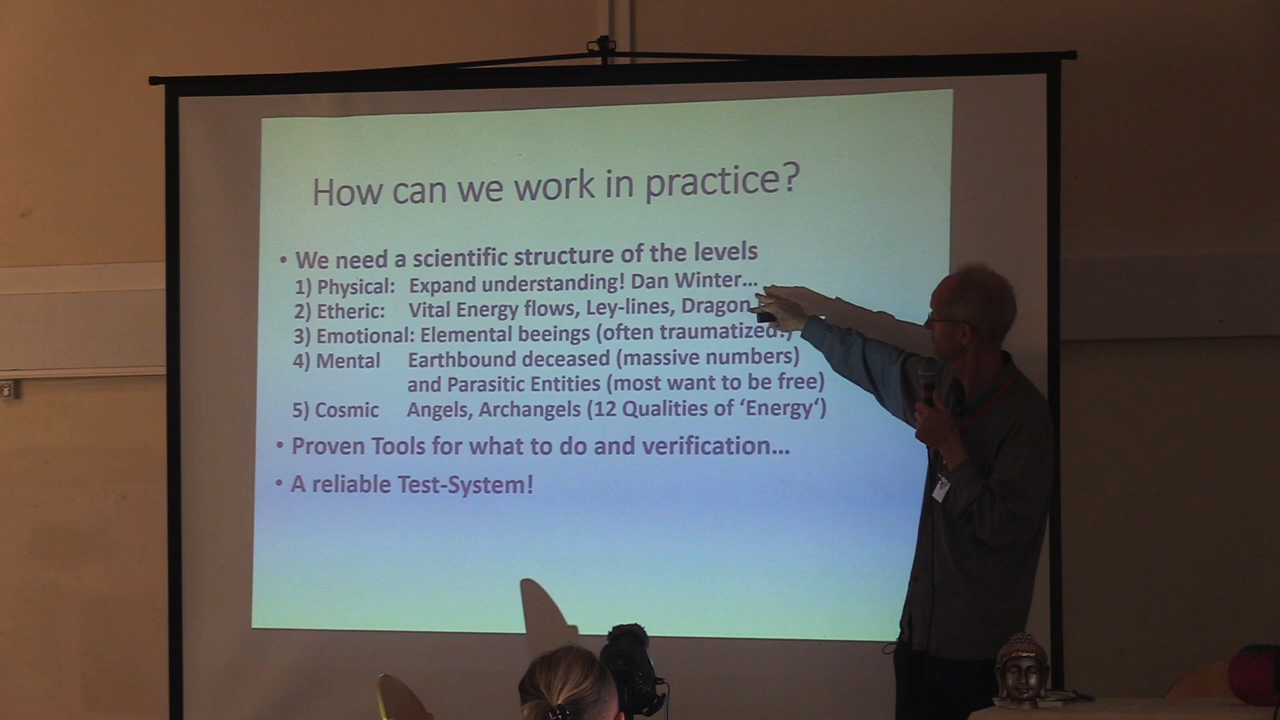 How can we work in practice?
• We need a scientific structure of the levels
1) Physical: Expand understanding! Dan Winter...
2) Etheric: Vital Energy flows, Ley-lines, Dragon
3) Emotional: Elemental beeings (often traumatized!)
4) Mental Earthbound deceased (massive numbers)
and Parasitic Entities (most want to be free)
5) Cosmic Angels, Archangels (12 Qualities of ‘Energy‘)
• Proven Tools for what to do and verification...
• A reliable Test-System!